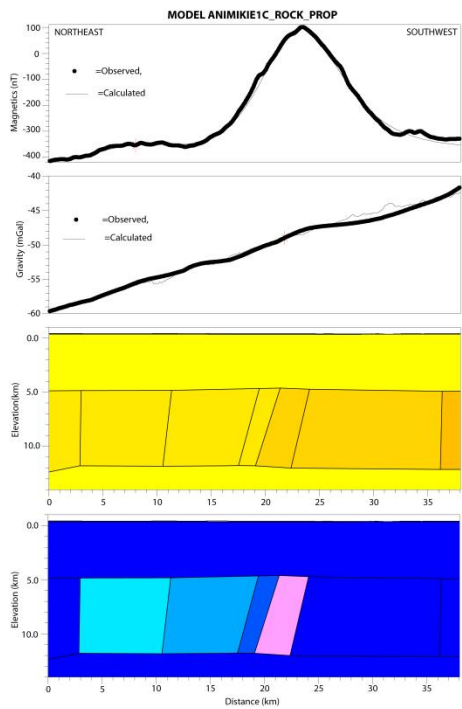 MODEL ANIMIKIE1C_ROCK_PROP
NORTHEAST SOUTHWEST
100
0
-100
-200
-300
-400
Magnetics (nT)
=Observed,
=Calculated
-40
-45
-50
-55
-60
Gravity (mGal)
=Observed,
=Calculated
0.0
5.0
10.0
Elevation(km)
0 5 10 15 20 25 30 35
0.0
5.0
10.0
Elevation (km)
0 5 10 15 20 25 30 35
Distance (km)